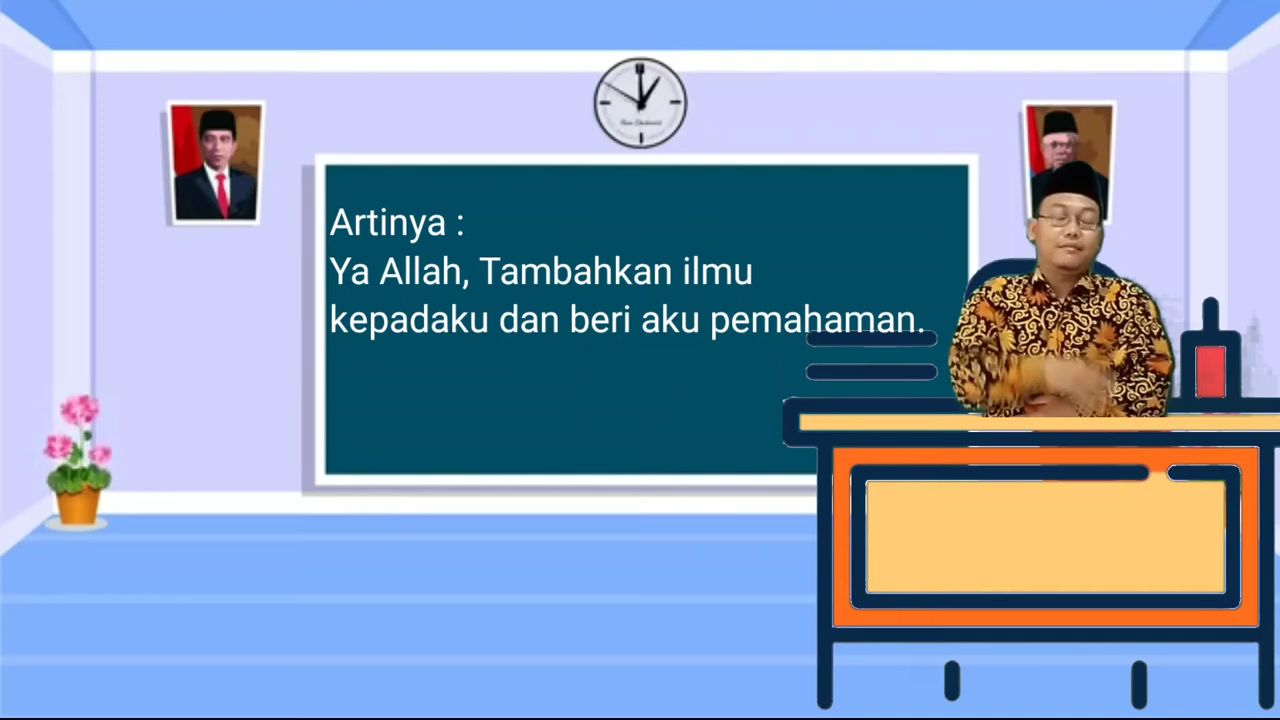 Artinya :
Ya Allah, Tambahkan ilmu
kepadaku dan beri aku pemahaman.